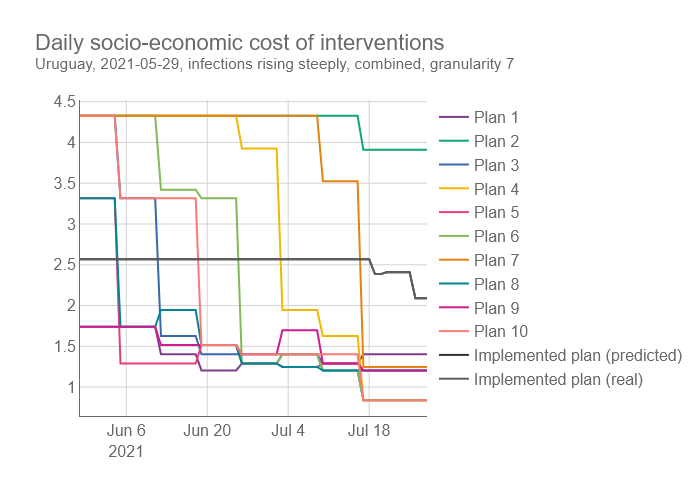 Daily socio-economic cost of interventions
Uruguay, 2021-05-29, infections rising steeply, combined, granularity 7
4.5
4
3.5
3
2.5
2
1.5
1
Jun 6
2021
Jun 20
Jul 4
Jul 18
Plan 1
Plan 2
Plan 3
Plan 4
Plan 5
Plan 6
Plan 7
Plan 8
Plan 9
Plan 10
Implemented plan (predicted)
Implemented plan (real)